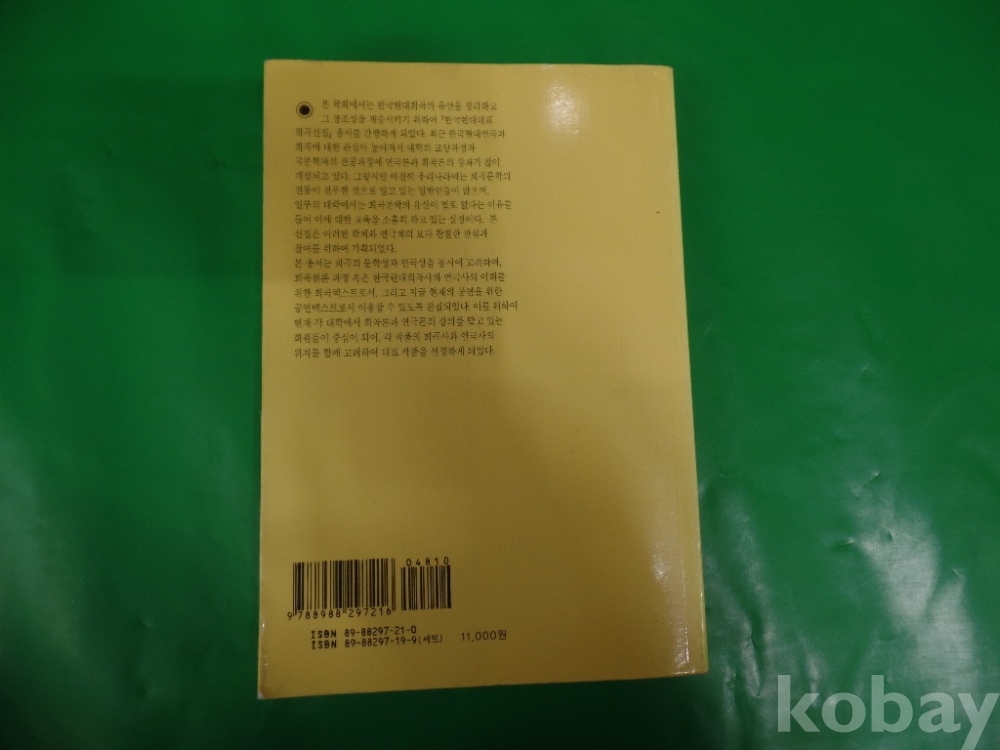 본 학회에서는 한국현대희곡의 유산을 정리하고
그 창조성을 계승시키기 위하여 『한국현대대표
희곡선집』 총서를 간행하게 되었다. 최근 한국현대연극과
희곡에 대한 관심이 높아져서 대학의 교양과정과
국문학과의 전공과정에 연극론과 희곡론의 강좌가 많이
개설되고 있다. 그렇지만 여전히 우리나라에는 희곡문학의
전통이 전무한 것으로 알고 있는 일반인들이 많으며,
일부의 대학에서는 희곡문학의 유산이 별로 없다는 이유를
들어 이에 대한 교육을 소홀히 하고 있는 실정이다. 본
선집은 이러한 학계와 연극계의 보다 활발한 관심과
참여를 위하여 기획되었다.
본 총서는 희곡의 문학성과 연극성을 동시에 고려하여,
희곡원론 과정 혹은 한국현대희곡사와 연극사의 이해를
위한 희곡텍스트로서, 그리고 지금 현재의 공연을 위한
공연텍스트로서 이용할 수 있도록 편집되었다. 이를 위하여
현재 각 대학에서 희곡론과 연극론의 강의를 맡고 있는
회원들이 중심이 되어, 각 작품의 희곡사와 연극사의
위치를 함께 고려하여 대표 작품을 선정하게 되었다.
04810
9 788988 297216
ISBN 89-88297-21-0
ISBN 89-88297-19-9(세트) 11,000원
kobay